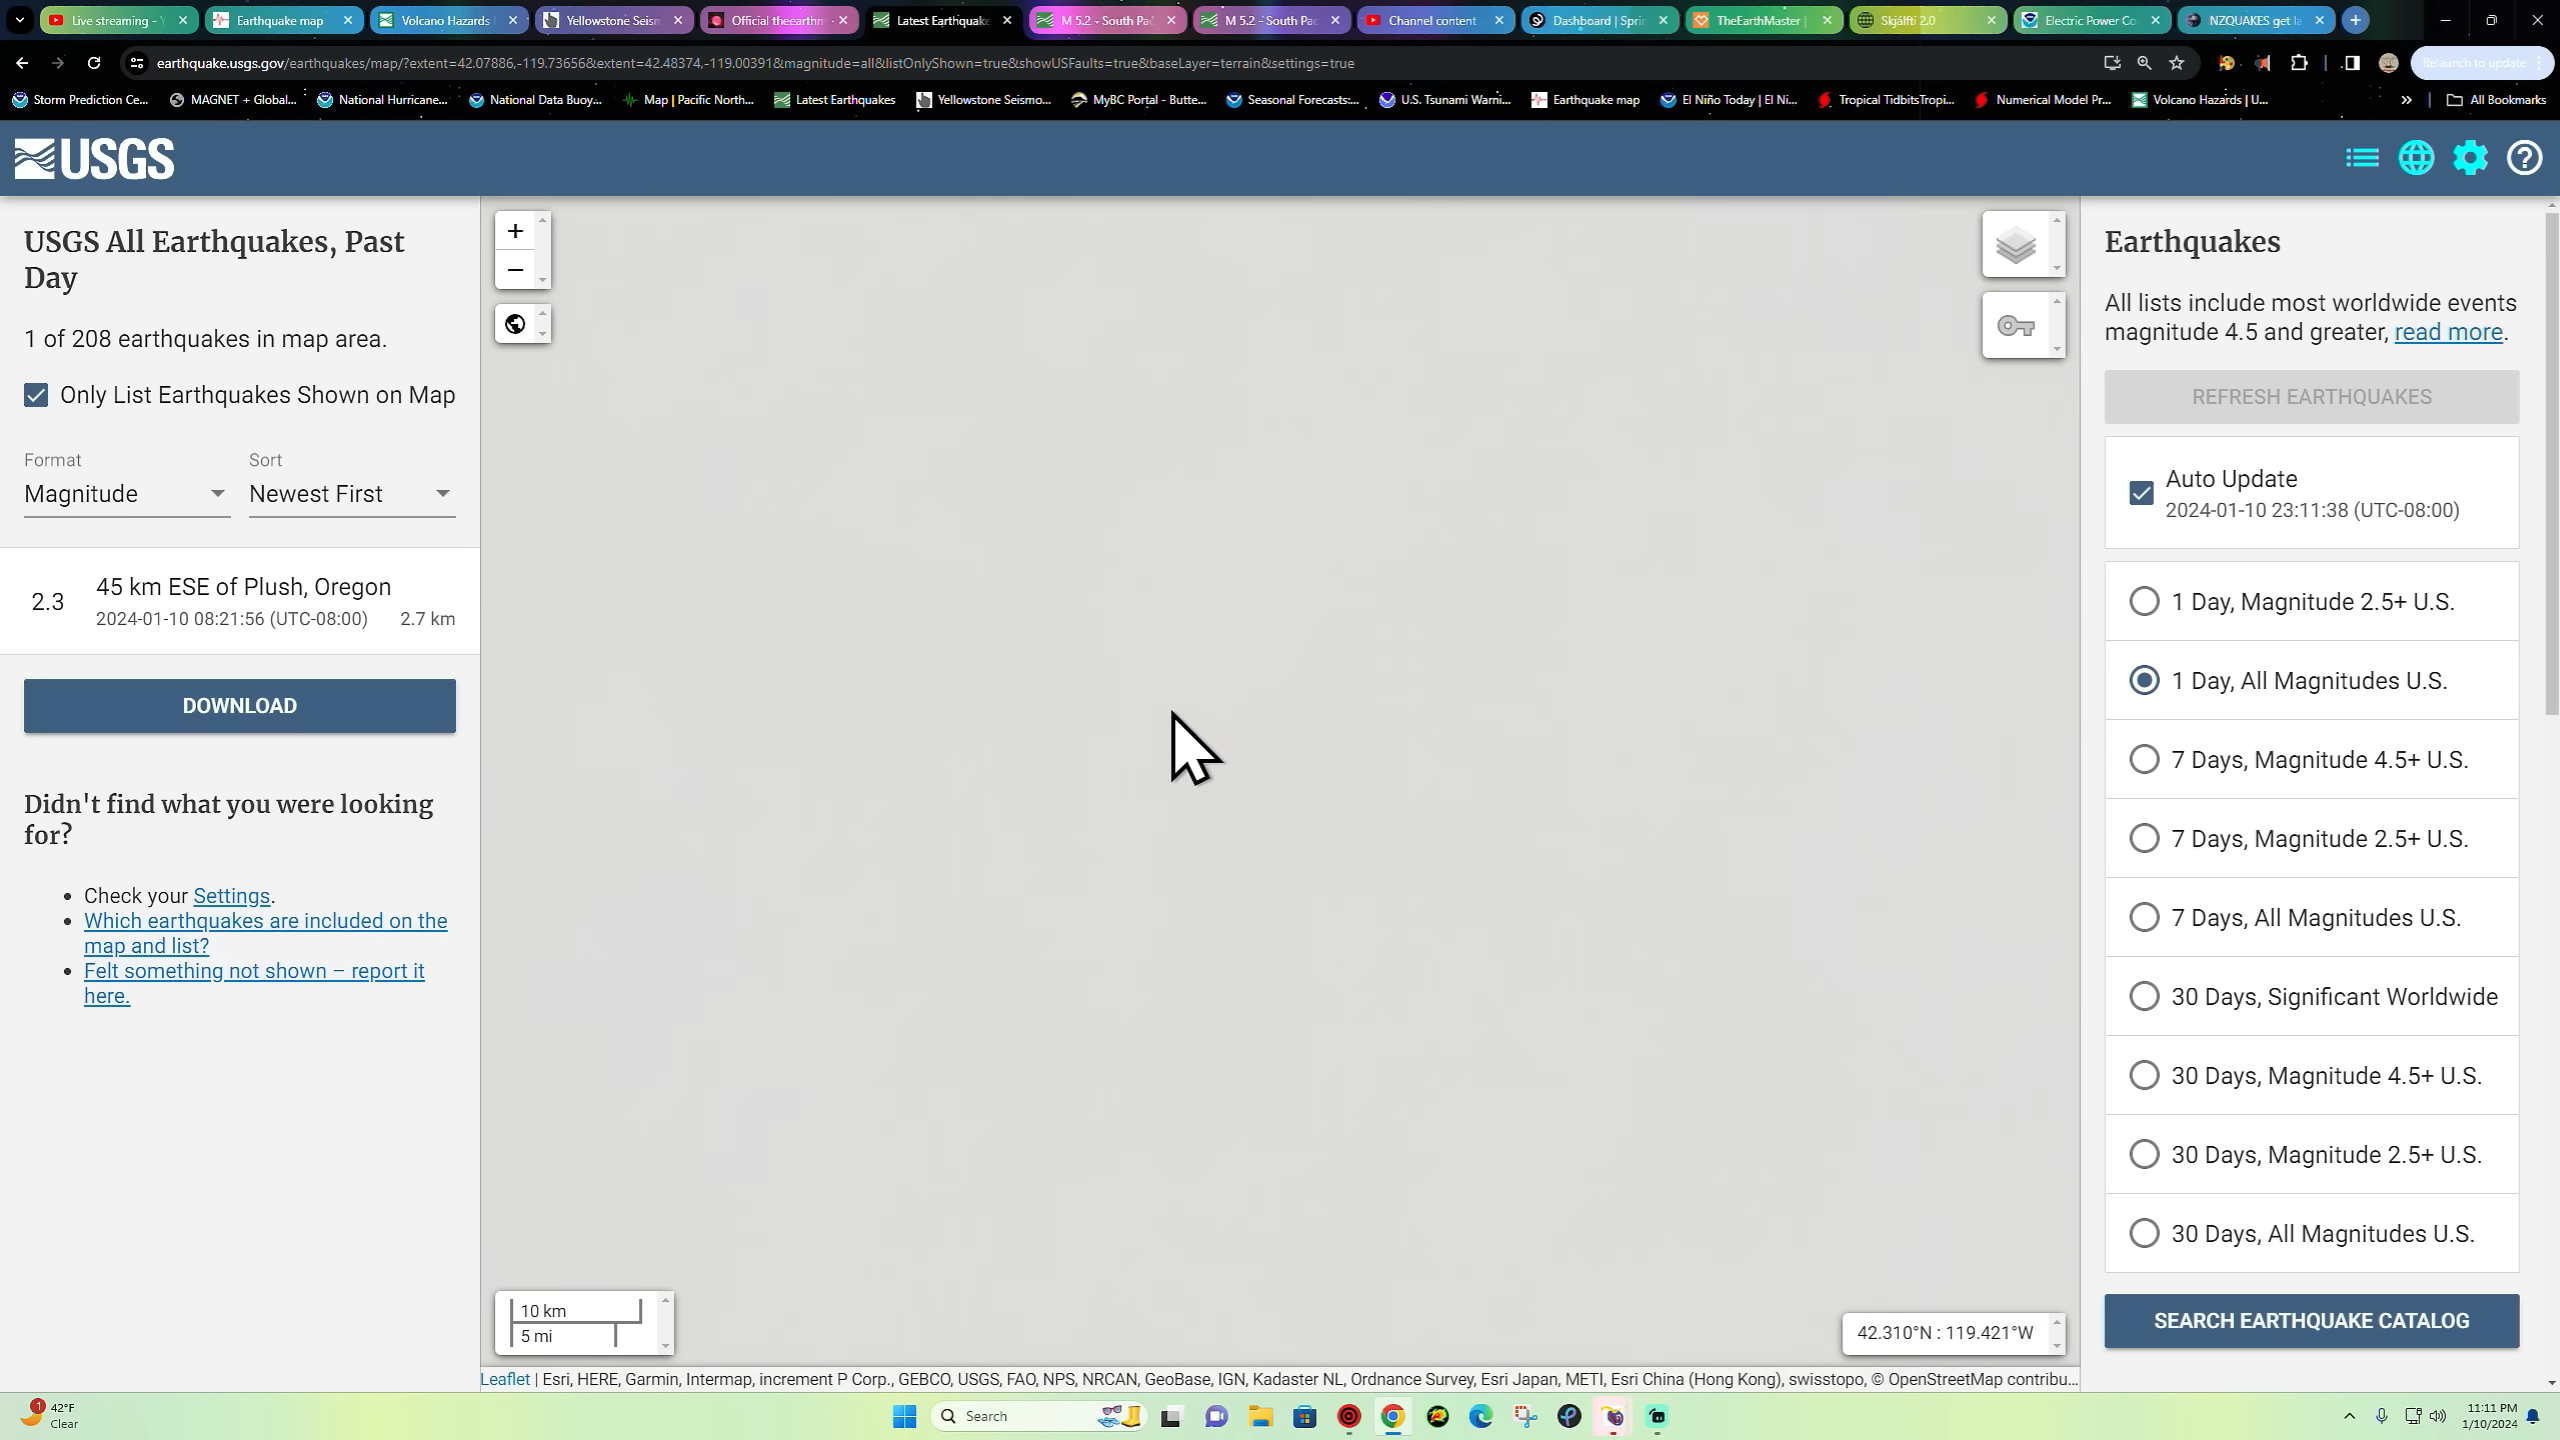 Live streaming - Y
Earthquake map
Volcano Hazards
Yellowstone Seism
Official theearthm
Latest Earthquake
M 5.2 - South Pac
M 5.2 - South Pac
Channel content
Dashboard | Sprin
TheEarthMaster |
Skjálfti 2.0
Electric Power Co
NZQUAKES get la
earthquake.usgs.gov/earthquakes/map/?extent=42.07886,-119.73656&extent=42.48374,-119.00391&magnitude=all&listOnlyShown=true&showUSFaults=true&baseLayer=terrain&settings=true
Relaunch to update
Storm Prediction Ce...
MAGNET + Global...
National Hurricane...
National Data Buoy...
Map | Pacific North...
Latest Earthquakes
Yellowstone Seismo...
MyBC Portal - Butte...
Seasonal Forecasts:...
U.S. Tsunami Warni...
Earthquake map
El Niño Today | El Ni...
Tropical TidbitsTropi...
Numerical Model Pr...
Volcano Hazards | U...
All Bookmarks
USGS
USGS All Earthquakes, Past
Day
1 of 208 earthquakes in map area.
Only List Earthquakes Shown on Map
Format
Sort
Magnitude
Newest First
2.3
45 km ESE of Plush, Oregon
2024-01-10 08:21:56 (UTC-08:00)
2.7 km
DOWNLOAD
Didn't find what you were looking
for?
Check your Settings.
Which earthquakes are included on the
map and list?
Felt something not shown – report it
here.
+
−
10 km
5 mi
42.310°N : 119.421°W
Leaflet | Esri, HERE, Garmin, Intermap, increment P Corp., GEBCO, USGS, FAO, NPS, NRCAN, GeoBase, IGN, Kadaster NL, Ordnance Survey, Esri Japan, METI, Esri China (Hong Kong), swisstopo, © OpenStreetMap contribu...
Earthquakes
All lists include most worldwide events
magnitude 4.5 and greater, read more.
REFRESH EARTHQUAKES
Auto Update
2024-01-10 23:11:38 (UTC-08:00)
1 Day, Magnitude 2.5+ U.S.
1 Day, All Magnitudes U.S.
7 Days, Magnitude 4.5+ U.S.
7 Days, Magnitude 2.5+ U.S.
7 Days, All Magnitudes U.S.
30 Days, Significant Worldwide
30 Days, Magnitude 4.5+ U.S.
30 Days, Magnitude 2.5+ U.S.
30 Days, All Magnitudes U.S.
SEARCH EARTHQUAKE CATALOG
1
42°F
Clear
Search
11:11 PM
1/10/2024